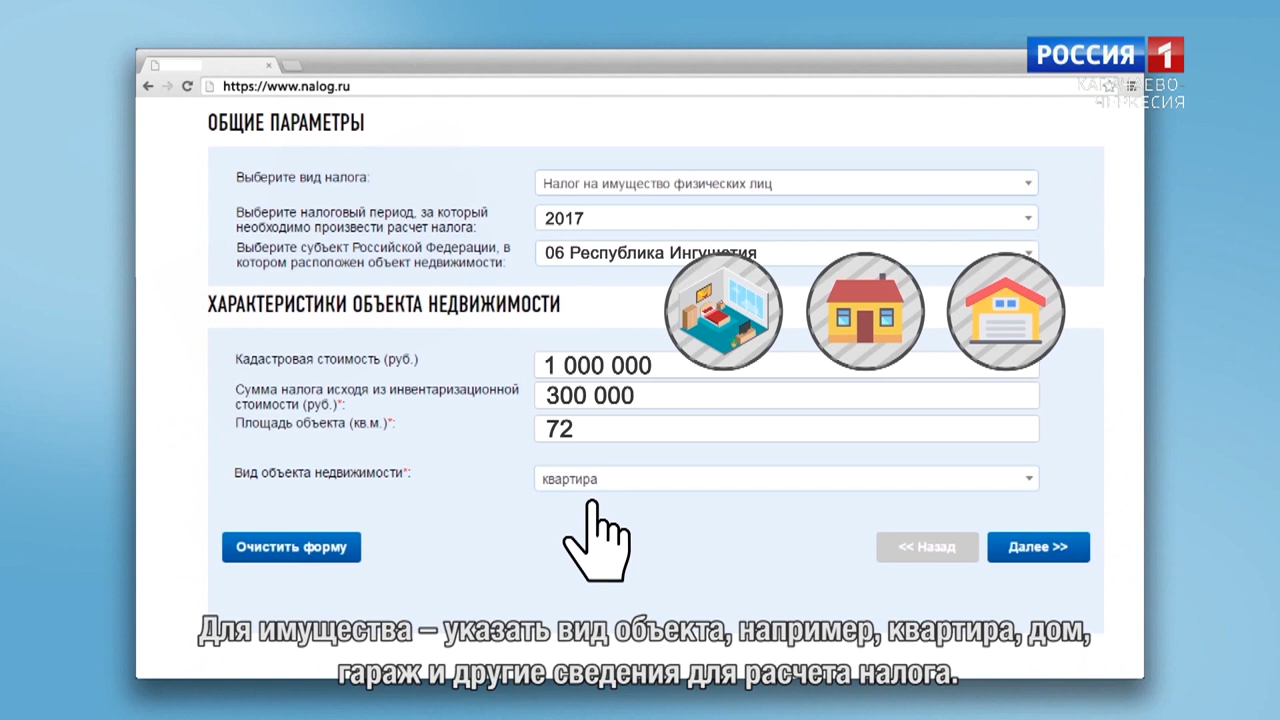 РОССИЯ 1
КАРАЧАЕВО-
ЧЕРКЕСИЯ
https://www.nalog.ru
ОБЩИЕ ПАРАМЕТРЫ
Выберите вид налога:
Налог на имущество физических лиц
Выберите налоговый период, за который
необходимо произвести расчет налога:
2017
Выберите субъект Российской Федерации, в
котором расположен объект недвижимости:
06 Республика Ингушетия
ХАРАКТЕРИСТИКИ ОБЪЕКТА НЕДВИЖИМОСТИ
Кадастровая стоимость (руб.)
1 000 000
Сумма налога исходя из инвентаризационной
стоимости (руб.)*:
300 000
Площадь объекта (кв.м.)*:
72
Вид объекта недвижимости*:
квартира
Очистить форму
<< Назад
Далее >>
Для имущества – указать вид объекта, например, квартира, дом,
гараж и другие сведения для расчета налога.